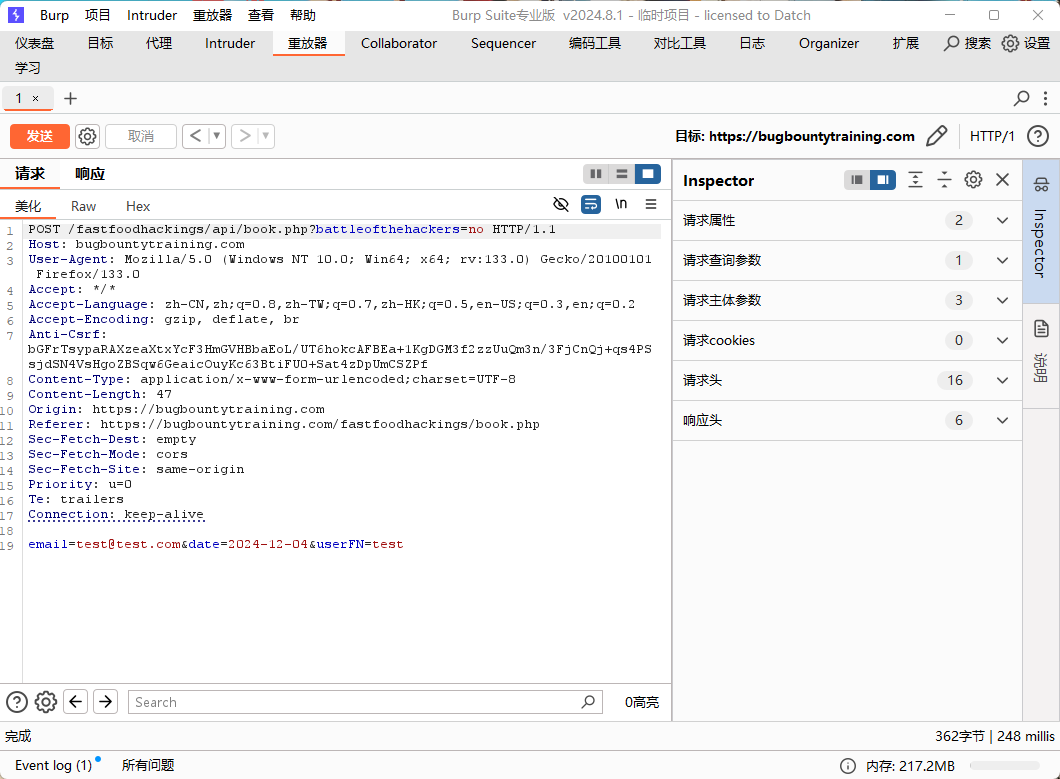 Burp 项目 Intruder 重放器 查看 帮助 Burp Suite专业版 v2024.8.1 - 临时项目 - licensed to Datch
仪表盘 目标 代理 Intruder 重放器 Collaborator Sequencer 编码工具 对比工具 日志 Organizer 扩展 搜索 设置
学习
1 × +
发送 取消 < > 目标: https://bugbountytraining.com HTTP/1
请求 响应
美化 Raw Hex \n
1 POST /fastfoodhackings/api/book.php?battleofthehackers=no HTTP/1.1
2 Host: bugbountytraining.com
3 User-Agent: Mozilla/5.0 (Windows NT 10.0; Win64; x64; rv:133.0) Gecko/20100101
Firefox/133.0
4 Accept: */*
5 Accept-Language: zh-CN,zh;q=0.8,zh-TW;q=0.7,zh-HK;q=0.5,en-US;q=0.3,en;q=0.2
6 Accept-Encoding: gzip, deflate, br
7 Anti-Csrf:
bGFrTsypaRAXzeaXtxYcF3HmGVHBbaEoL/UT6hokcAFBEa+1KgDGM3f2zzUuQm3n/3FjCnQj+qs4PS
sjdSN4VsHgoZBSqw6GeaicOuyKc63BtiFU0+Sat4zDpUmCSZPf
8 Content-Type: application/x-www-form-urlencoded;charset=UTF-8
9 Content-Length: 47
10 Origin: https://bugbountytraining.com
11 Referer: https://bugbountytraining.com/fastfoodhackings/book.php
12 Sec-Fetch-Dest: empty
13 Sec-Fetch-Mode: cors
14 Sec-Fetch-Site: same-origin
15 Priority: u=0
16 Te: trailers
17 Connection: keep-alive
18
19 email=test@test.com&date=2024-12-04&userFN=test
Inspector
请求属性 2
请求查询参数 1
请求主体参数 3
请求cookies 0
请求头 16
响应头 6
Inspector
说明
Search 0高亮
完成 362字节 | 248 millis
Event log (1) 所有问题 内存: 217.2MB